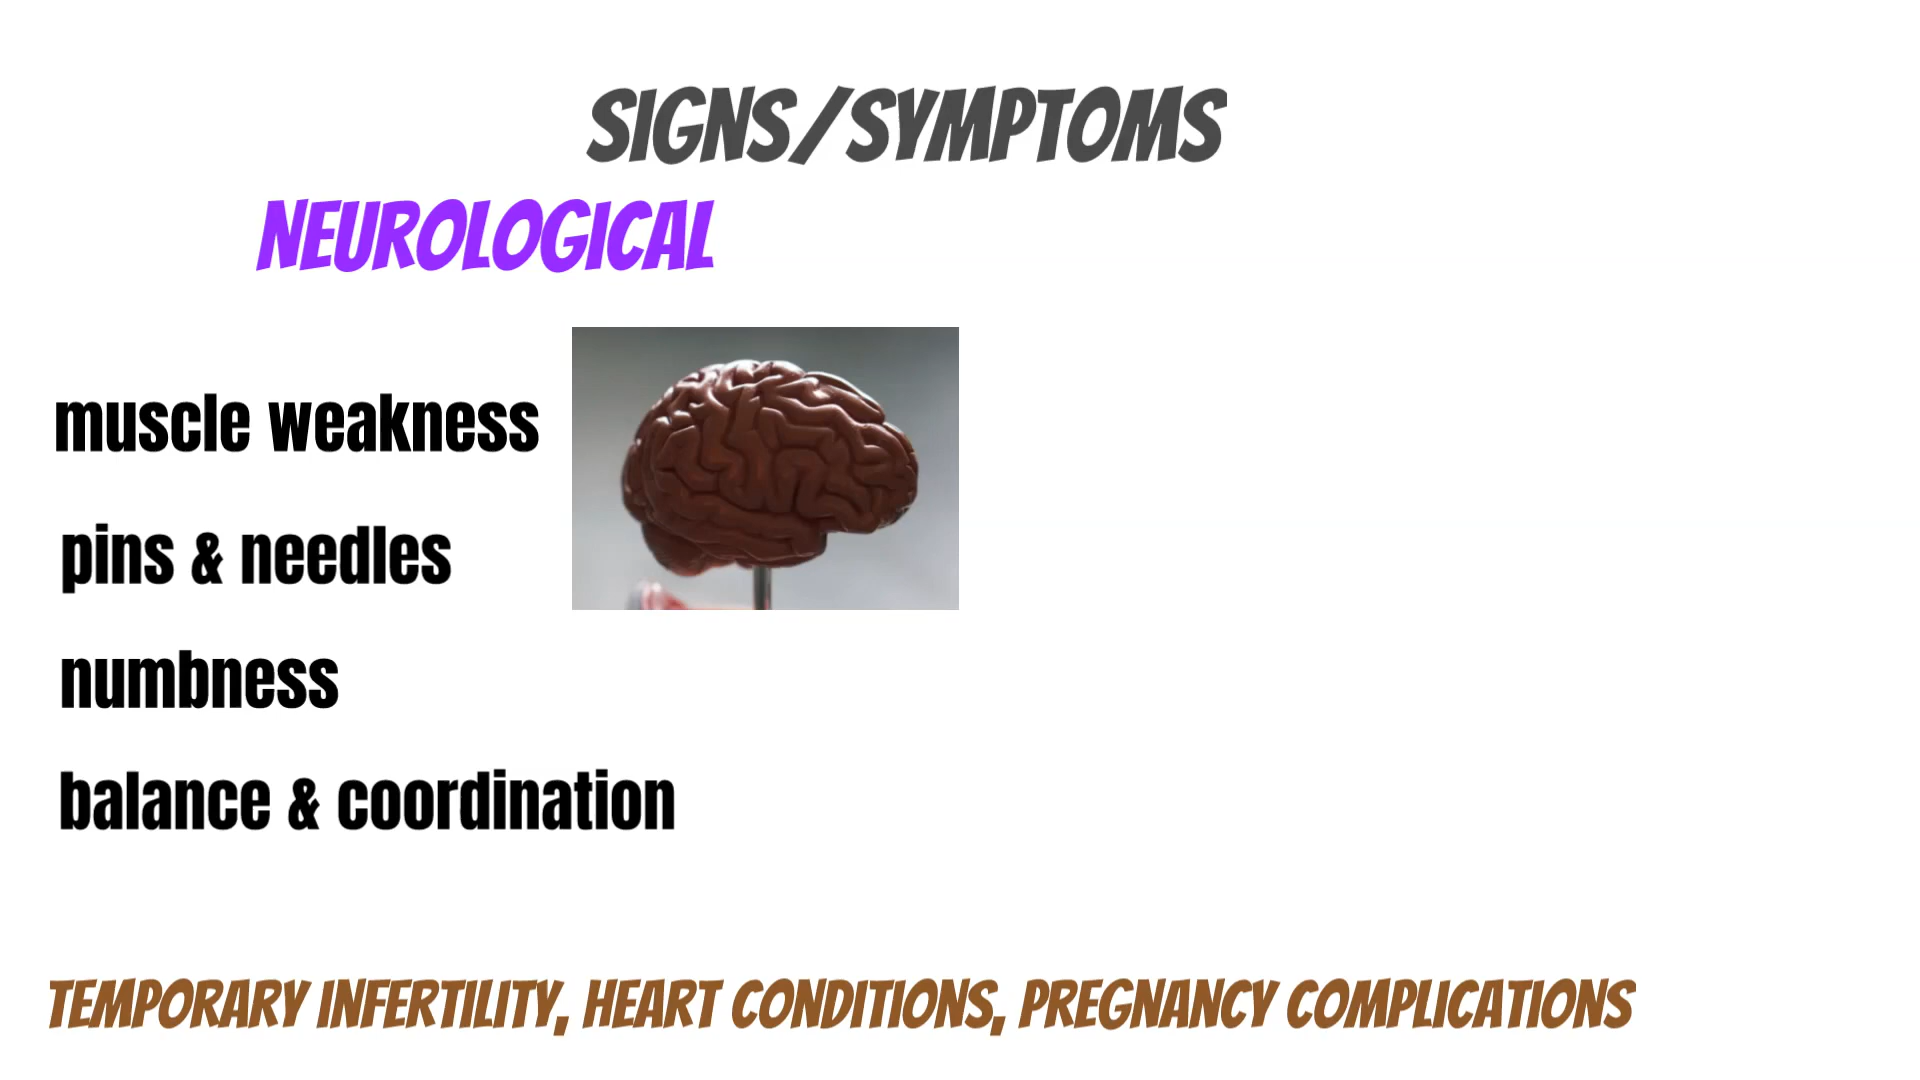 SIGNS/SYMPTOMS
NEUROLOGICAL
muscle weakness
pins & needles
numbness
balance & coordination
TEMPORARY INFERTILITY, HEART CONDITIONS, PREGNANCY COMPLICATIONS